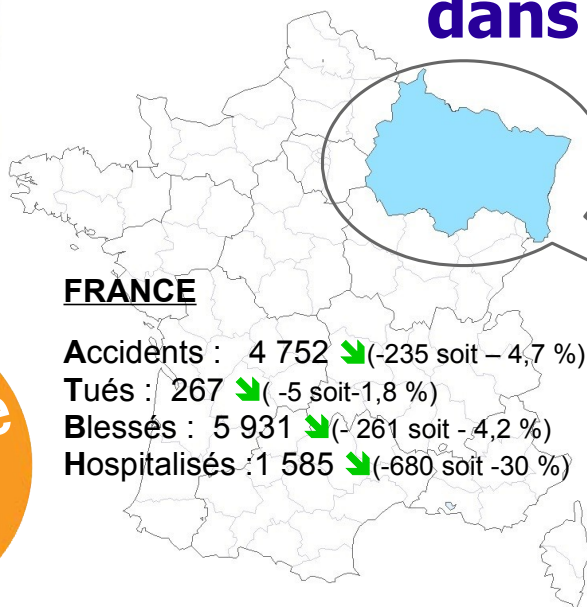 dans
FRANCE
Accidents : 4 752 (-235 soit – 4,7 %)
Tués : 267 ( -5 soit-1,8 %)
Blessés : 5 931 (- 261 soit - 4,2 %)
Hospitalisés :1 585 (-680 soit -30 %)
e